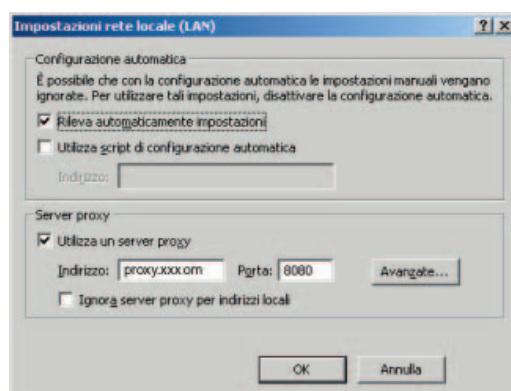 Impostazioni rete locale (LAN)
Configurazione automatica
È possibile che con la configurazione automatica le impostazioni manuali vengano
ignorate. Per utilizzare tali impostazioni, disattivare la configurazione automatica.
Rileva automaticamente impostazioni
Utilizza script di configurazione automatica
Indirizzo:
Server proxy
Utilizza un server proxy
Indirizzo: proxy.xxx.om Porta: 8080 Avanzate...
Ignora server proxy per indirizzi locali
OK Annulla